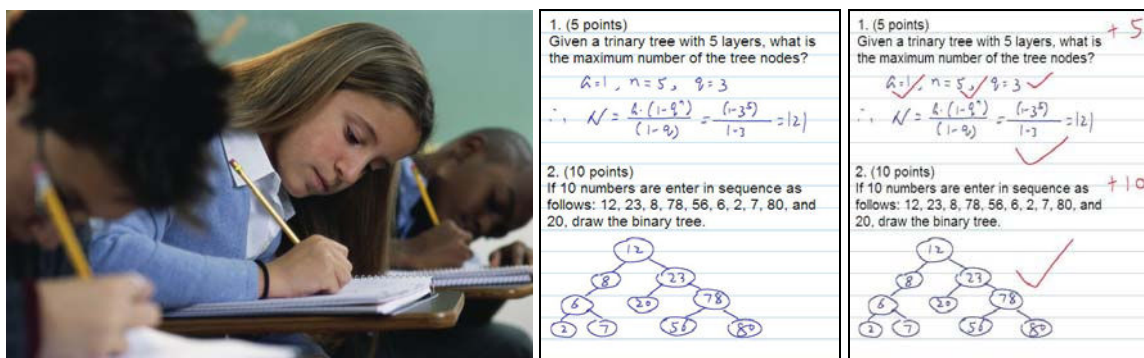 1. (5 points)
Given a trinary tree with 5 layers, what is
the maximum number of the tree nodes?
a=1, n=5, q=3
∴ N = a·(1-qⁿ)/(1-q) = (1-3⁵)/1-3 = 121
2. (10 points)
If 10 numbers are enter in sequence as
follows: 12, 23, 8, 78, 56, 6, 2, 7, 80, and
20, draw the binary tree.
12
8 23
6 20 78
2 7 56 80
1. (5 points) +5
Given a trinary tree with 5 layers, what is
the maximum number of the tree nodes?
a=1, n=5, q=3
∴ N = a·(1-qⁿ)/(1-q) = (1-3⁵)/1-3 = 121
2. (10 points) +10
If 10 numbers are enter in sequence as
follows: 12, 23, 8, 78, 56, 6, 2, 7, 80, and
20, draw the binary tree.
12
8 23
6 20 78
2 7 56 80